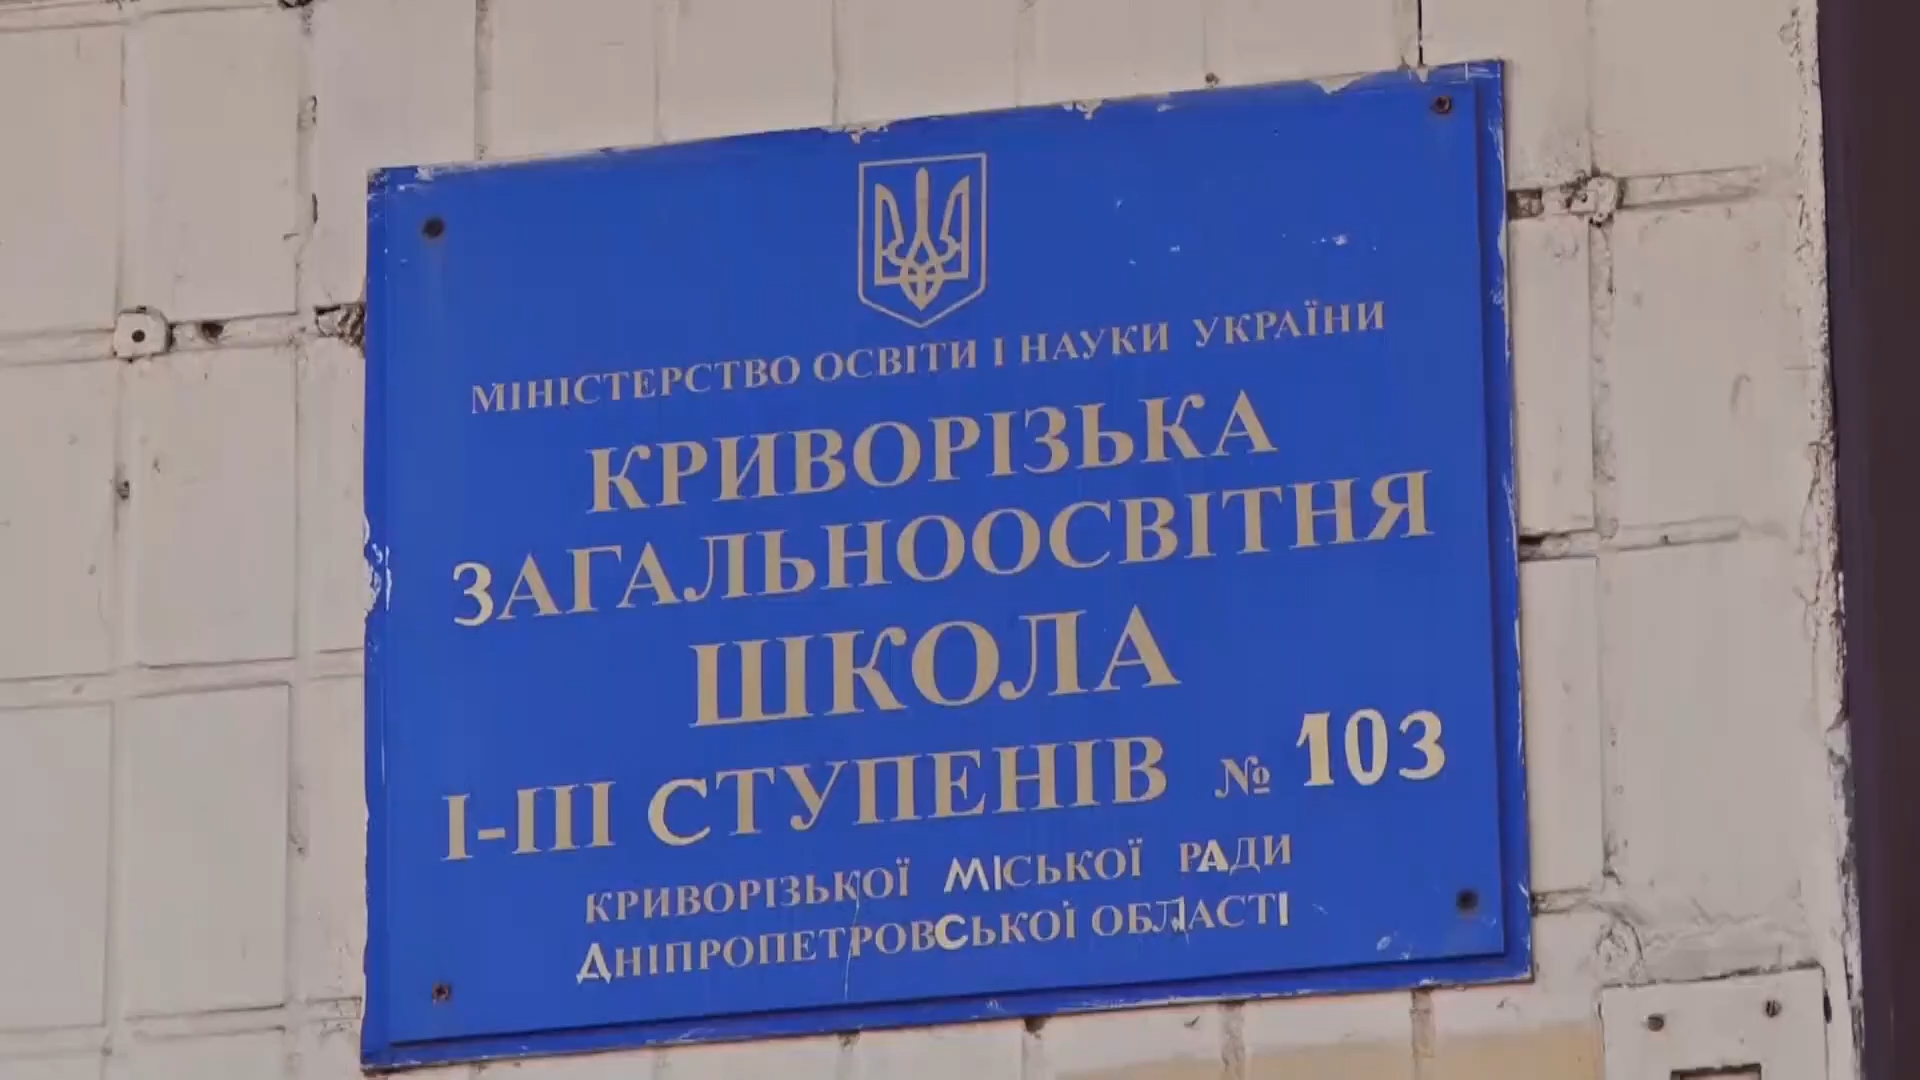 МІНІСТЕРСТВО ОСВІТИ І НАУКИ УКРАЇНИ
КРИВОРІЗЬКА
ЗАГАЛЬНООСВІТНЯ
ШКОЛА
І-ІІІ СТУПЕНІВ № 103
КРИВОРІЗЬКОЇ МІСЬКОЇ РАДИ
ДНІПРОПЕТРОВСЬКОЇ ОБЛАСТІ